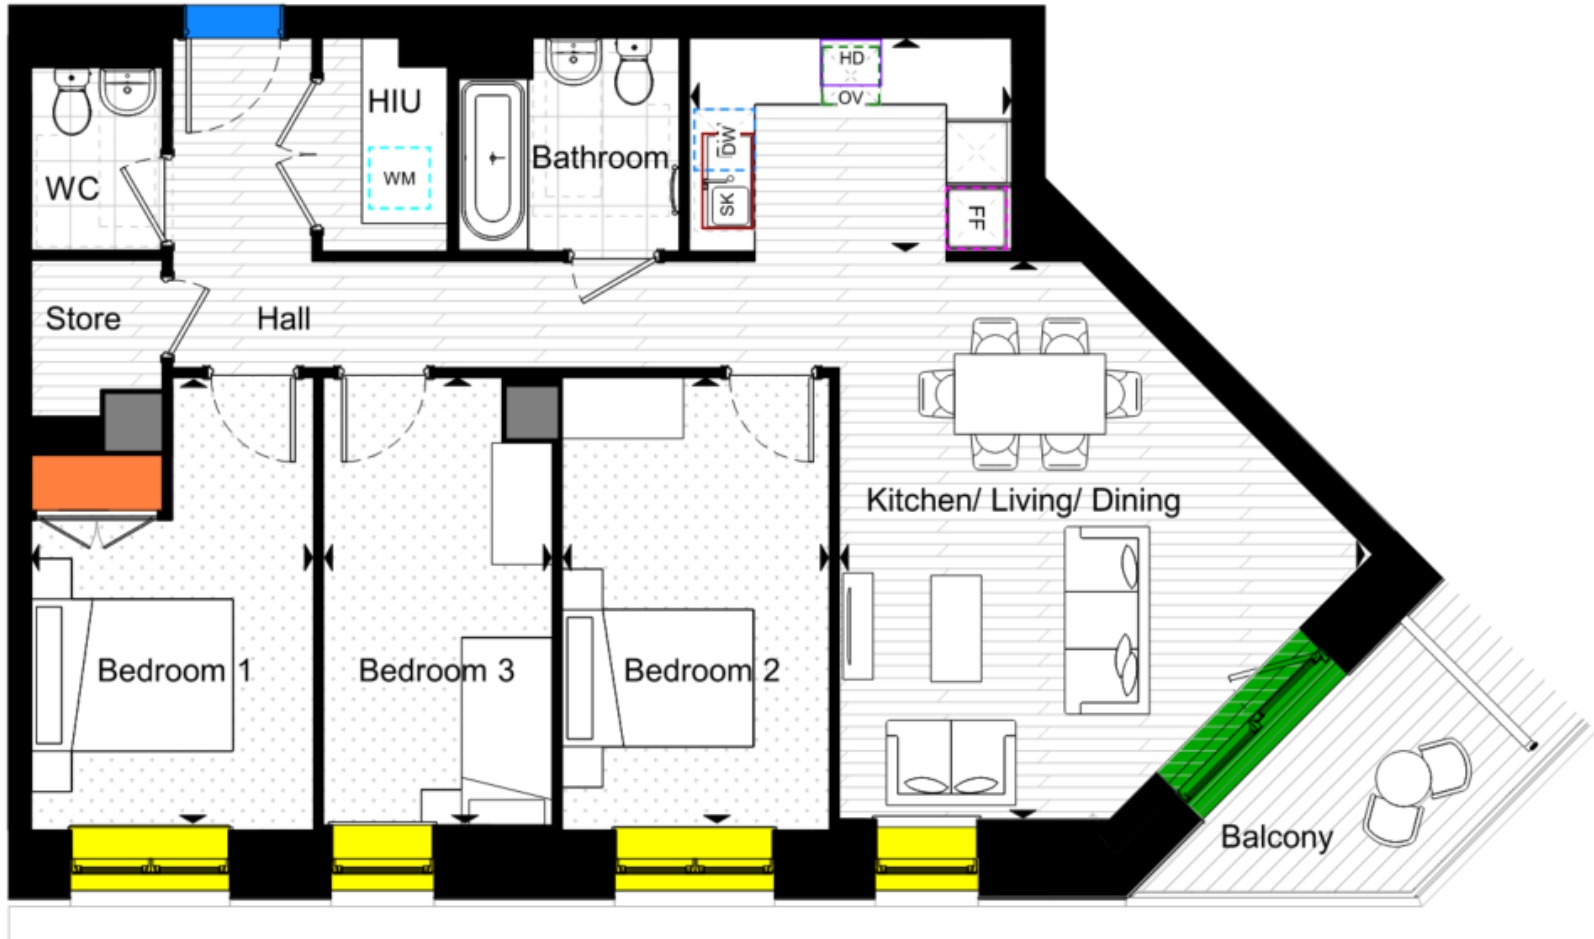 HD
OV
HIU
DW
WM
Bathroom
WC
SK
FF
Store
Hall
Kitchen/ Living/ Dining
Bedroom 1
Bedroom 3
Bedroom 2
Balcony